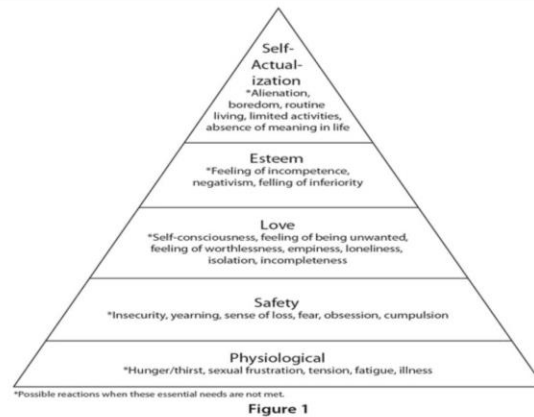 Self-
Actual-
ization
*Alienation,
boredom, routine
living, limited activities,
absence of meaning in life
Esteem
*Feeling of incompetence,
negativism, felling of inferiority
Love
*Self-consciousness, feeling of being unwanted,
feeling of worthlessness, empiness, loneliness,
isolation, incompleteness
Safety
*Insecurity, yearning, sense of loss, fear, obsession, cumpulsion
Physiological
*Hunger/thirst, sexual frustration, tension, fatigue, illness
*Possible reactions when these essential needs are not met.
Figure 1